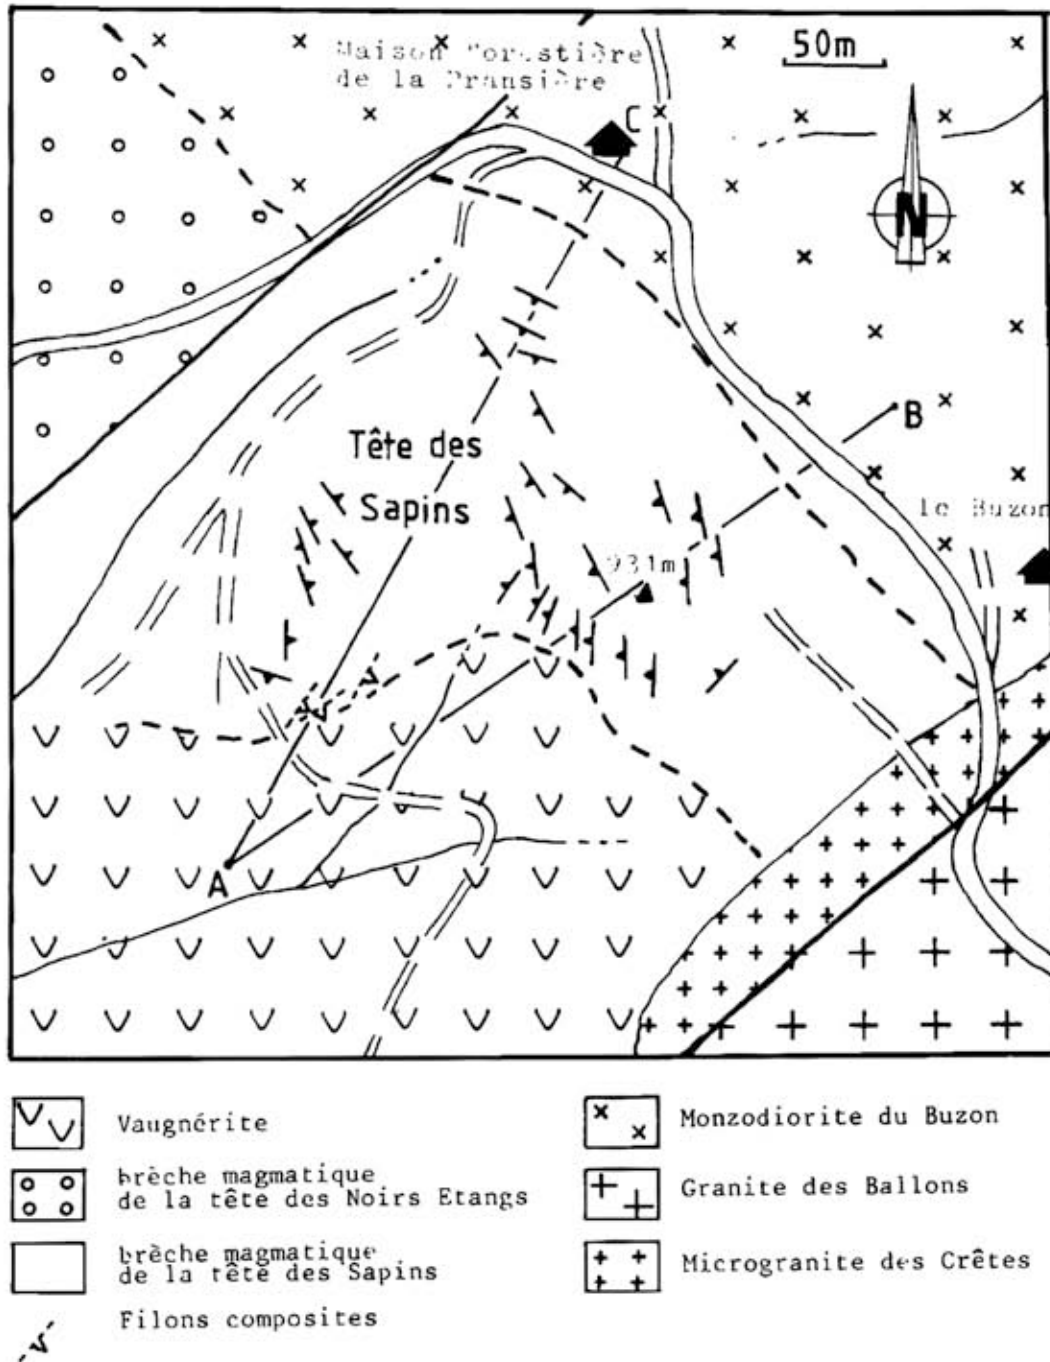 Maison Forestière
de la Pransière
50m
C
N
B
Tête des
Sapins
le Buzon
931m
A
Vaugnérite
brèche magmatique
de la tête des Noirs Etangs
brèche magmatique
de la tête des Sapins
Filons composites
Monzodiorite du Buzon
Granite des Ballons
Microgranite des Crêtes